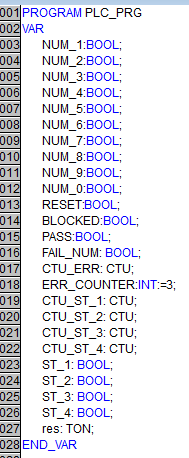 001 PROGRAM PLC_PRG
002 VAR
003 NUM_1:BOOL;
004 NUM_2:BOOL;
005 NUM_3:BOOL;
006 NUM_4:BOOL;
007 NUM_5:BOOL;
008 NUM_6:BOOL;
009 NUM_7:BOOL;
010 NUM_8:BOOL;
011 NUM_9:BOOL;
012 NUM_0:BOOL;
013 RESET:BOOL;
014 BLOCKED:BOOL;
015 PASS:BOOL;
016 FAIL_NUM: BOOL;
017 CTU_ERR: CTU;
018 ERR_COUNTER:INT:=3;
019 CTU_ST_1: CTU;
020 CTU_ST_2: CTU;
021 CTU_ST_3: CTU;
022 CTU_ST_4: CTU;
023 ST_1: BOOL;
024 ST_2: BOOL;
025 ST_3: BOOL;
026 ST_4: BOOL;
027 res: TON;
028 END_VAR